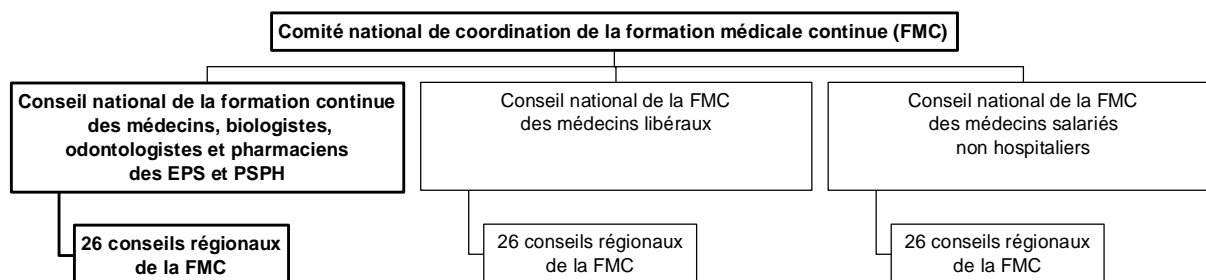 Comité national de coordination de la formation médicale continue (FMC)
Conseil national de la formation continue
des médecins, biologistes,
odontologistes et pharmaciens
des EPS et PSPH
Conseil national de la FMC
des médecins libéraux
Conseil national de la FMC
des médecins salariés
non hospitaliers
26 conseils régionaux
de la FMC
26 conseils régionaux
de la FMC
26 conseils régionaux
de la FMC